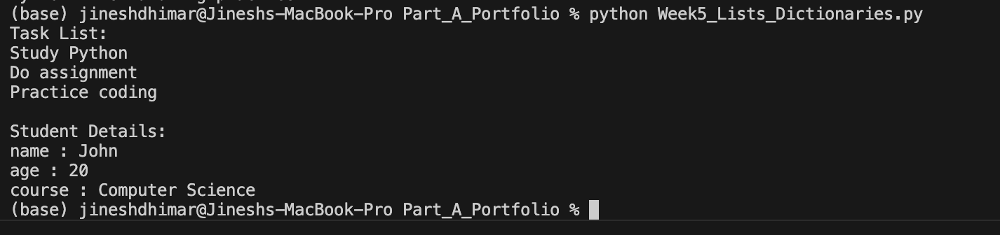 (base) jineshdhimar@Jineshs-MacBook-Pro Part_A_Portfolio % python Week5_Lists_Dictionaries.py
Task List:
Study Python
Do assignment
Practice coding
Student Details:
name : John
age : 20
course : Computer Science
(base) jineshdhimar@Jineshs-MacBook-Pro Part_A_Portfolio %